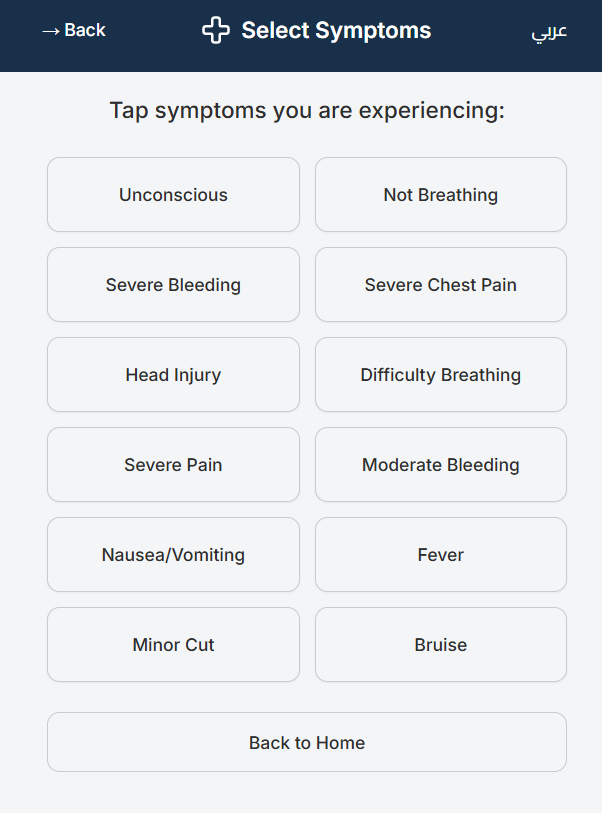 → Back
Select Symptoms
عربي
Tap symptoms you are experiencing:
Unconscious
Not Breathing
Severe Bleeding
Severe Chest Pain
Head Injury
Difficulty Breathing
Severe Pain
Moderate Bleeding
Nausea/Vomiting
Fever
Minor Cut
Bruise
Back to Home